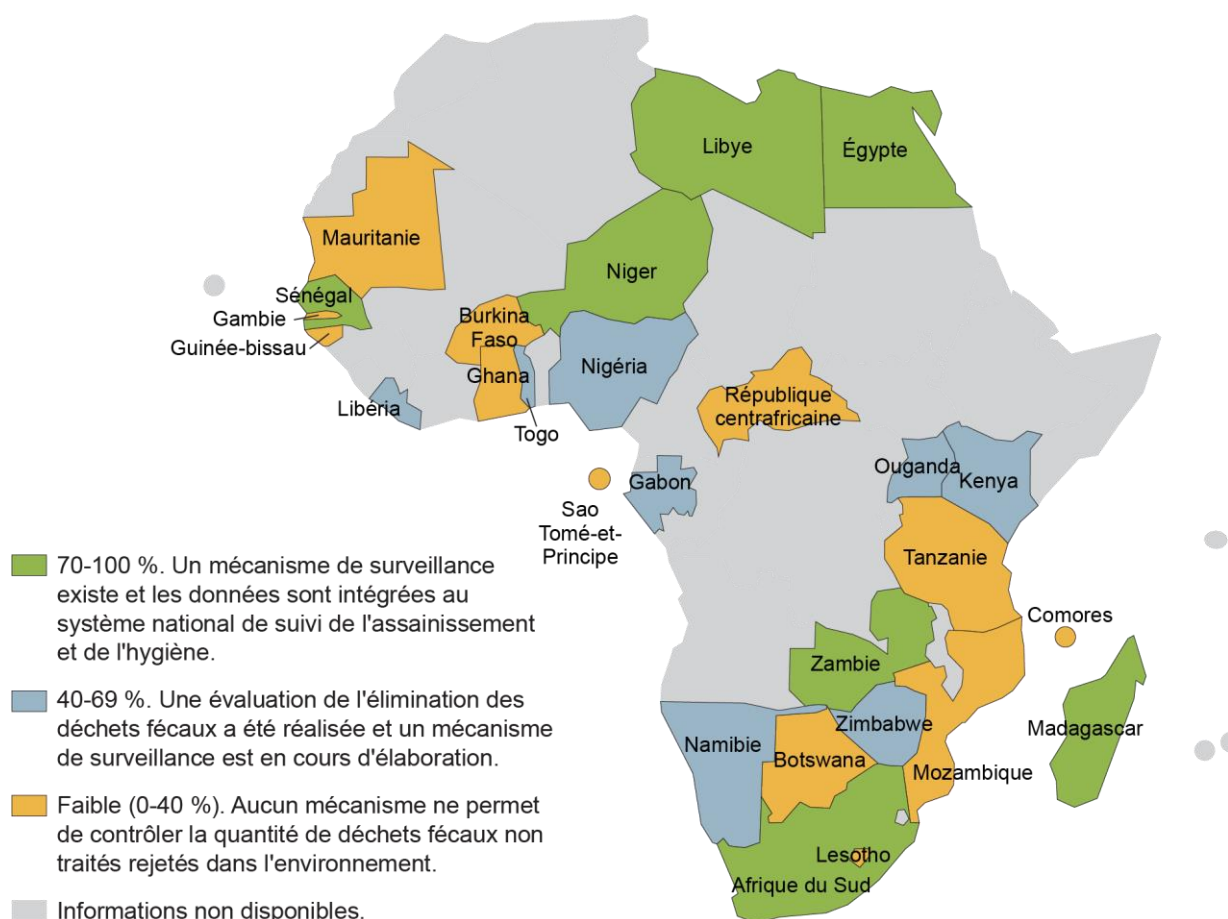 Libye
Égypte
Mauritanie
Niger
Sénégal
Gambie
Burkina
Faso
Guinée-bissau
Ghana
Nigéria
République
centrafricaine
Libéria
Togo
Ouganda
Kenya
Gabon
Sao
Tomé-et-
Principe
Tanzanie
Comores
Zambie
Zimbabwe
Madagascar
Namibie
Botswana
Mozambique
Lesotho
Afrique du Sud
70-100 %. Un mécanisme de surveillance
existe et les données sont intégrées au
système national de suivi de l'assainissement
et de l'hygiène.
40-69 %. Une évaluation de l'élimination des
déchets fécaux a été réalisée et un mécanisme
de surveillance est en cours d'élaboration.
Faible (0-40 %). Aucun mécanisme ne permet
de contrôler la quantité de déchets fécaux non
traités rejetés dans l'environnement.
Informations non disponibles.